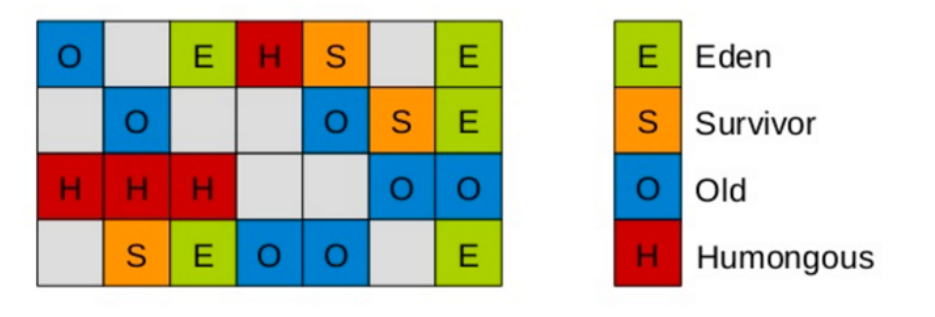 O E H S E
O O S E
H H H O O
S E O O E
E Eden
S Survivor
O Old
H Humongous